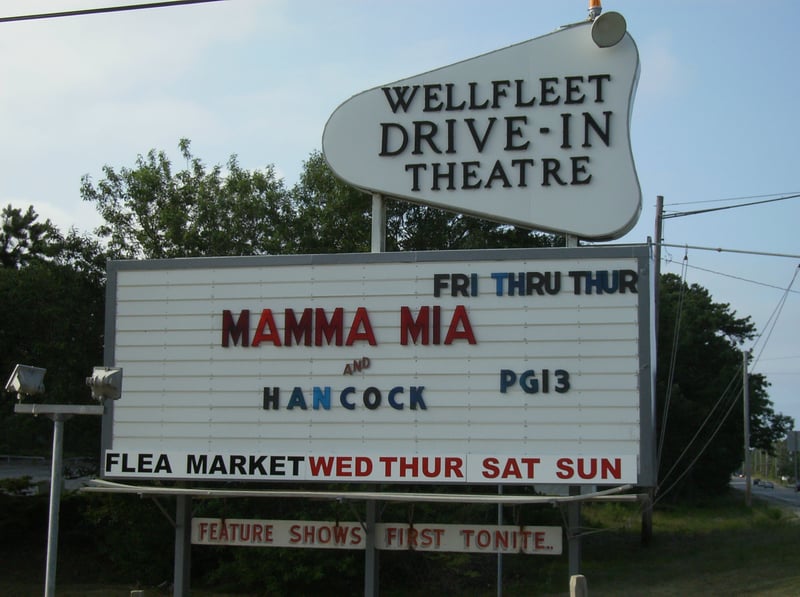 WELLFLEET
DRIVE-IN
THEATRE
FRI THRU THUR
MAMMA MIA
AND
HANCOCK PG13
FLEA MARKET WED THUR SAT SUN
FEATURE SHOWS FIRST TONITE...